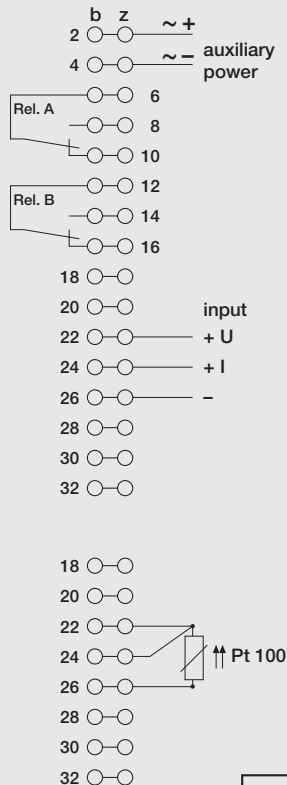 b z
2 ~ +
4 ~ – auxiliary
power
6
Rel. A
8
10
12
Rel. B
14
16
18
20 input
22 + U
24 + I
26 –
28
30
32
18
20
22
24 Pt 100
26
28
30
32